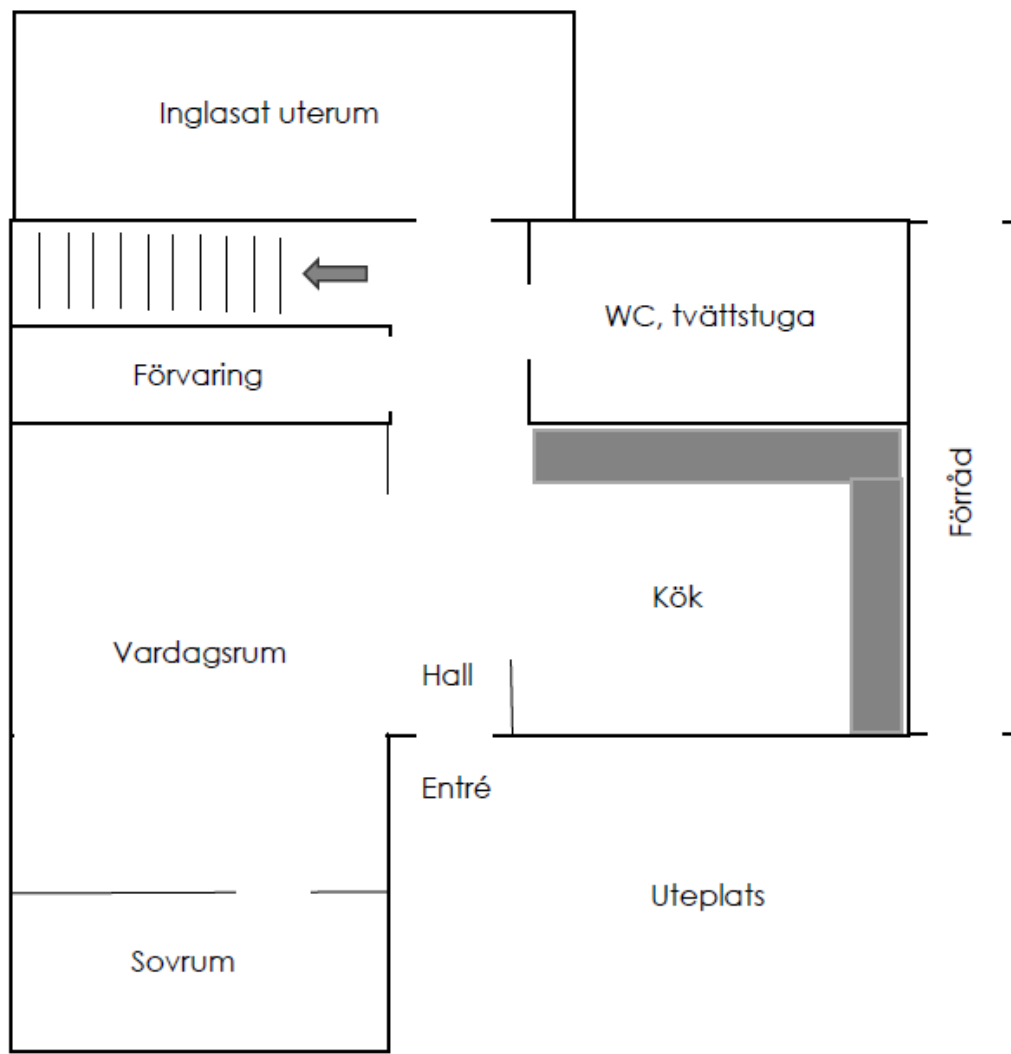 Inglasat uterum
WC, tvättstuga
Förvaring
Förråd
Kök
Vardagsrum
Hall
Entré
Uteplats
Sovrum